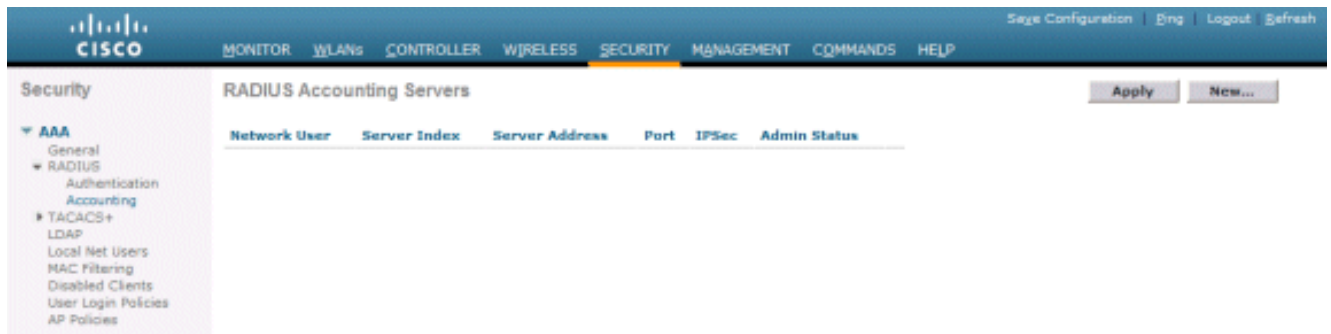 Save Configuration | Ping | Logout | Refresh
CISCO
MONITOR WLANs CONTROLLER WIRELESS SECURITY MANAGEMENT COMMANDS HELP
Security
AAA
General
RADIUS
Authentication
Accounting
TACACS+
LDAP
Local Net Users
MAC Filtering
Disabled Clients
User Login Policies
AP Policies
RADIUS Accounting Servers
Apply New...
Network User Server Index Server Address Port IPSec Admin Status